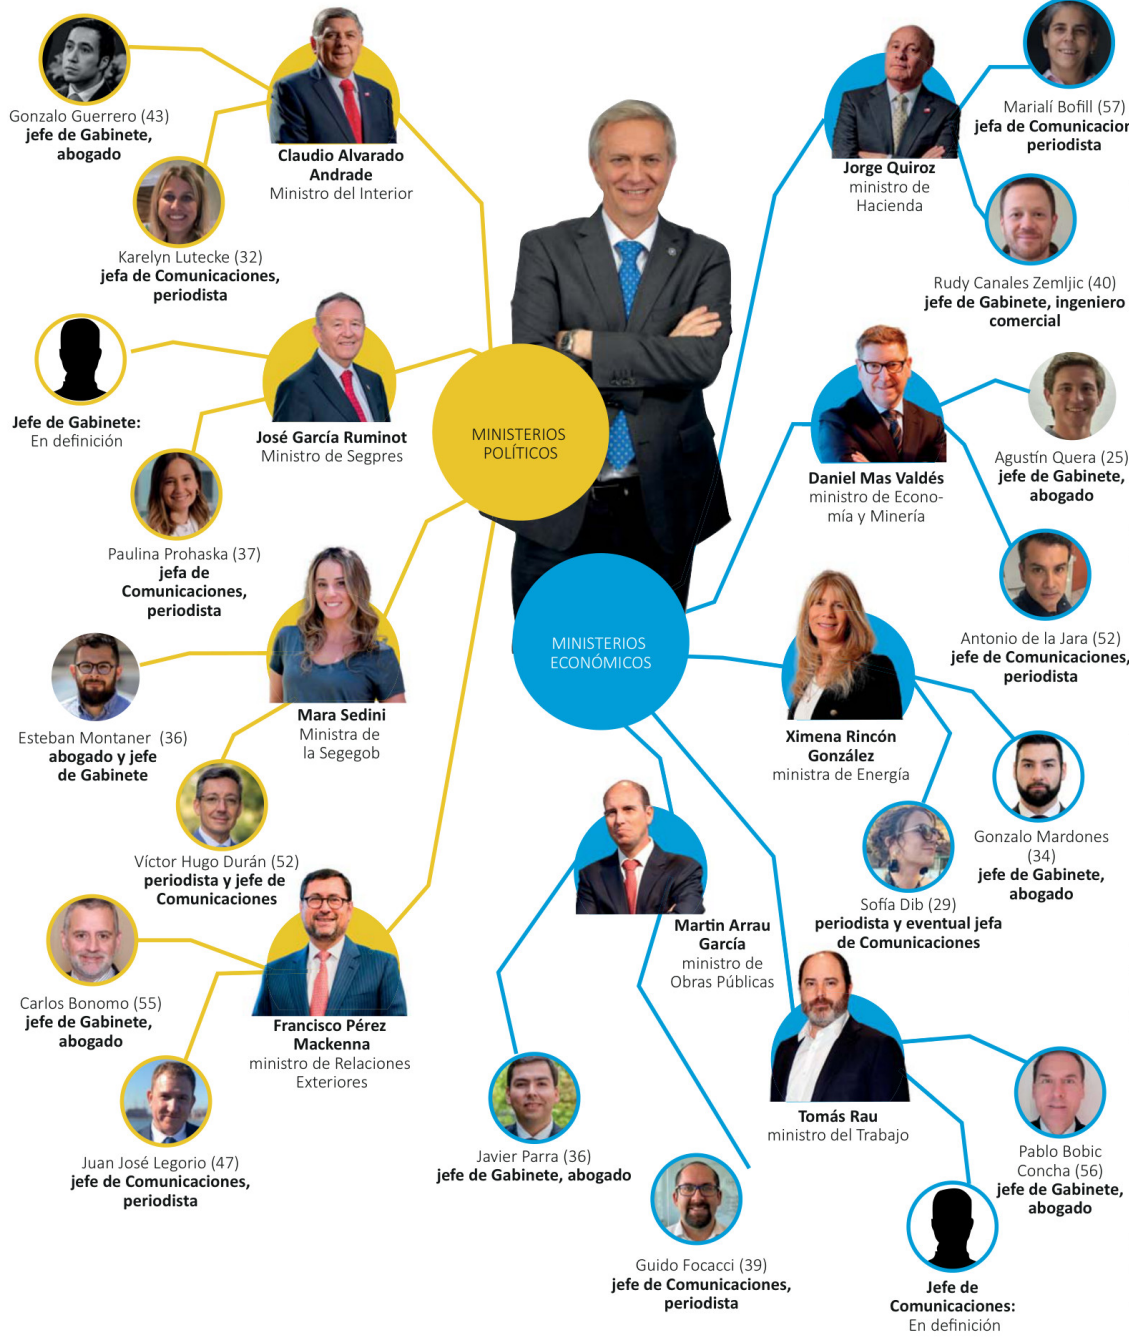 Gonzalo Guerrero (43)
jefe de Gabinete,
abogado
Claudio Alvarado
Andrade
Ministro del Interior
Karelyn Lutecke (32)
jefa de Comunicaciones,
periodista
Jefe de Gabinete:
En definición
José García Ruminot
Ministro de Segpres
Paulina Prohaska (37)
jefa de
Comunicaciones,
periodista
MINISTERIOS
POLÍTICOS
Esteban Montaner (36)
abogado y jefe
de Gabinete
Mara Sedini
Ministra de
la Segegob
Víctor Hugo Durán (52)
periodista y jefe de
Comunicaciones
Carlos Bonomo (55)
jefe de Gabinete,
abogado
Francisco Pérez
Mackenna
ministro de Relaciones
Exteriores
Juan José Legorio (47)
jefe de Comunicaciones,
periodista
Jorge Quiroz
ministro de
Hacienda
Marialí Bofill (57)
jefa de Comunicacion
periodista
Rudy Canales Zemljic (40)
jefe de Gabinete, ingeniero
comercial
Daniel Mas Valdés
ministro de Econo-
mía y Minería
Agustín Quera (25)
jefe de Gabinete,
abogado
Antonio de la Jara (52)
jefe de Comunicaciones,
periodista
MINISTERIOS
ECONÓMICOS
Ximena Rincón
González
ministra de Energía
Gonzalo Mardones
(34)
jefe de Gabinete,
abogado
Sofía Dib (29)
periodista y eventual jefa
de Comunicaciones
Martin Arrau
García
ministro de
Obras Públicas
Javier Parra (36)
jefe de Gabinete, abogado
Guido Focacci (39)
jefe de Comunicaciones,
periodista
Tomás Rau
ministro del Trabajo
Pablo Bobic
Concha (56)
jefe de Gabinete,
abogado
Jefe de
Comunicaciones:
En definición